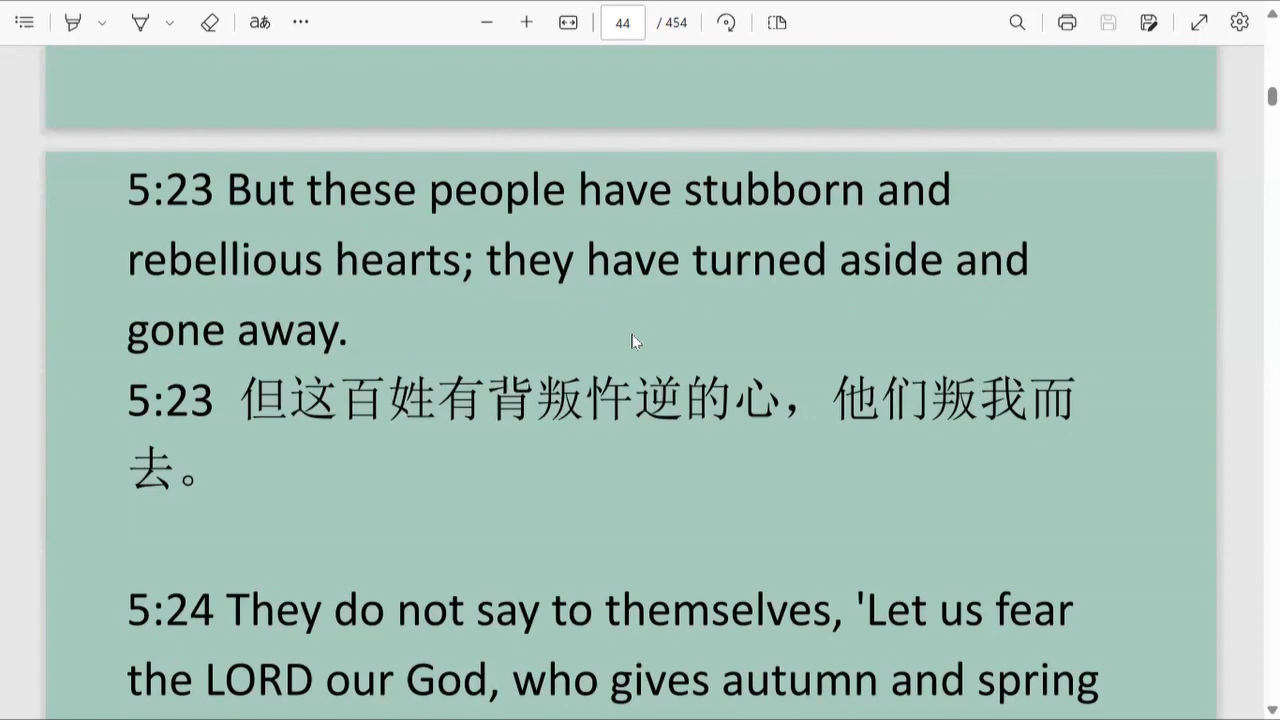 44 / 454
5:23 But these people have stubborn and
rebellious hearts; they have turned aside and
gone away.
5:23 但这百姓有背叛忤逆的心，他们叛我而
去。
5:24 They do not say to themselves, 'Let us fear
the LORD our God, who gives autumn and spring